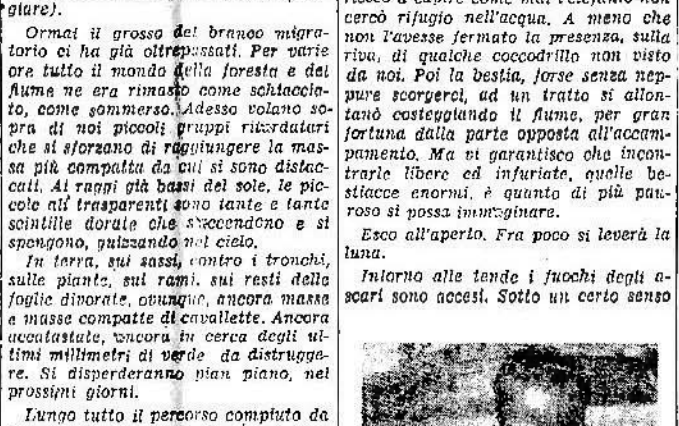 giare).
Ormai il grosso del branco migra-
torio ci ha già oltrepassati. Per varie
ore tutto il mondo della foresta e del
fiume ne era rimasto come schiaccia-
to, come sommerso. Adesso volano so-
pra di noi piccoli gruppi ritardatari
che si sforzano di raggiungere la mas-
sa più compatta da cui si sono distac-
cati. Ai raggi già bassi del sole, le pic-
cole ali trasparenti sono tante e tante
scintille dorate che s'accendono e si
spengono, guizzando nel cielo.
In terra, sui sassi, contro i tronchi,
sulle piante, sui rami, sui resti delle
foglie divorate, ovunque, ancora masse
e masse compatte di cavallette. Ancora
accatastate, ancora in cerca degli ul-
timi millimetri di verde da distrugge-
re. Si disperderanno pian piano, nei
prossimi giorni.
Lungo tutto il percorso compiuto da
capire come mai l'elefante non
cercò rifugio nell'acqua. A meno che
non l'avesse fermato la presenza, sulla
riva, di qualche coccodrillo non visto
da noi. Poi la bestia, forse senza nep-
pure scorgerci, ad un tratto si allon-
tanò costeggiando il fiume, per gran
fortuna dalla parte opposta all'accam-
pamento. Ma vi garantisco che incon-
trarle libere ed infuriate, quelle be-
stiacce enormi, è quanto di più pau-
roso si possa immaginare.
Esco all'aperto. Fra poco si leverà la
luna.
Intorno alle tende i fuochi degli a-
scari sono accesi. Sotto un certo senso